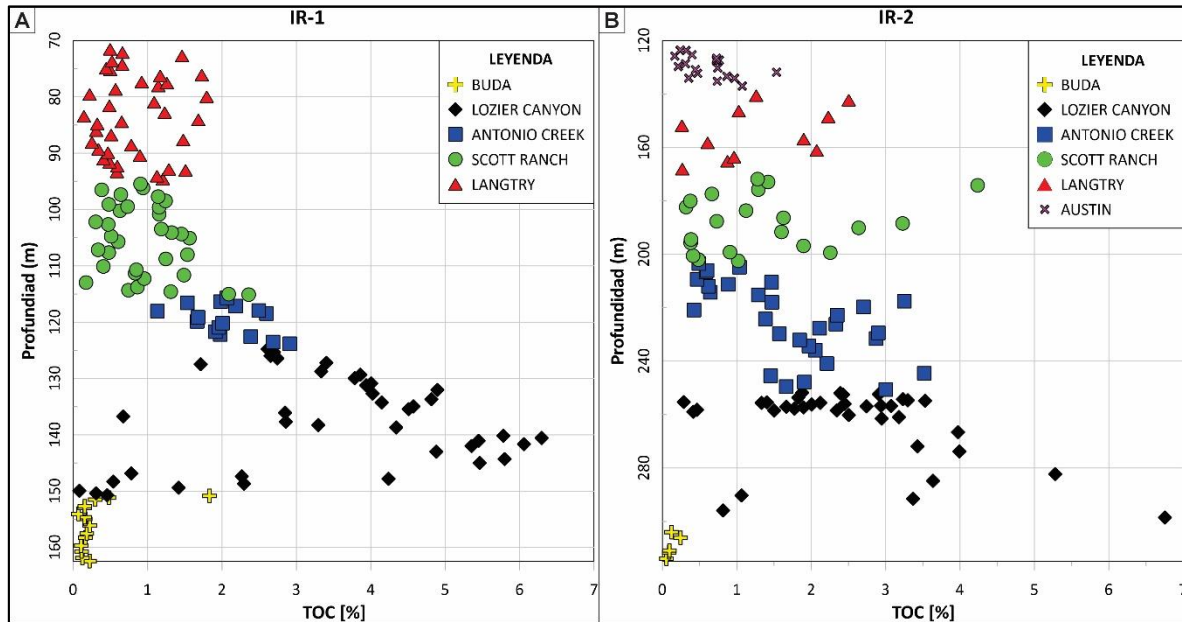 A
IR-1
Profundiad (m)
70
80
90
100
110
120
130
140
150
160
LEYENDA
BUDA
LOZIER CANYON
ANTONIO CREEK
SCOTT RANCH
LANGTRY
0 1 2 3 4 5 6 7
TOC [%]
B
IR-2
Profundidad (m)
120
160
200
240
280
LEYENDA
BUDA
LOZIER CANYON
ANTONIO CREEK
SCOTT RANCH
LANGTRY
AUSTIN
0 1 2 3 4 5 6 7
TOC [%]